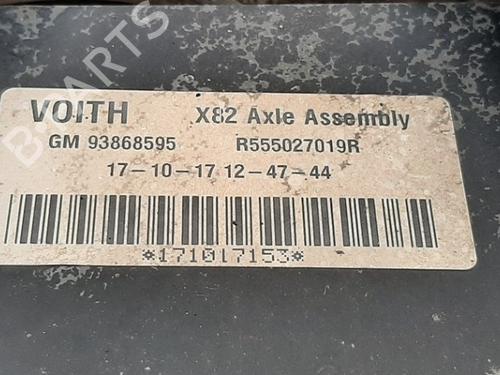 VOITH X82 Axle Assembly
GM 93868595 R555027019R
17-10-17 12-47-44
*171017153*
B-PARTS